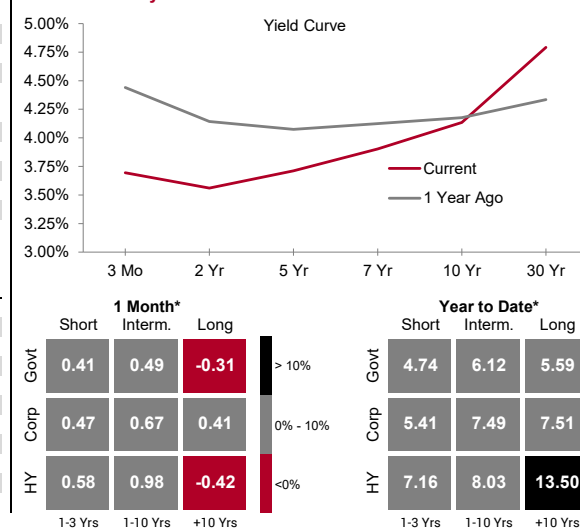 Yield Curve
5.00%
4.75%
4.50%
4.25%
4.00%
3.75%
3.50%
3.25%
3.00%
Current
1 Year Ago
3 Mo 2 Yr 5 Yr 7 Yr 10 Yr 30 Yr
1 Month*
Short Interm. Long
Govt 0.41 0.49 -0.31
Corp 0.47 0.67 0.41
HY 0.58 0.98 -0.42
1-3 Yrs 1-10 Yrs +10 Yrs
> 10%
0% - 10%
<0%
Year to Date*
Short Interm. Long
Govt 4.74 6.12 5.59
Corp 5.41 7.49 7.51
HY 7.16 8.03 13.50
1-3 Yrs 1-10 Yrs +10 Yrs